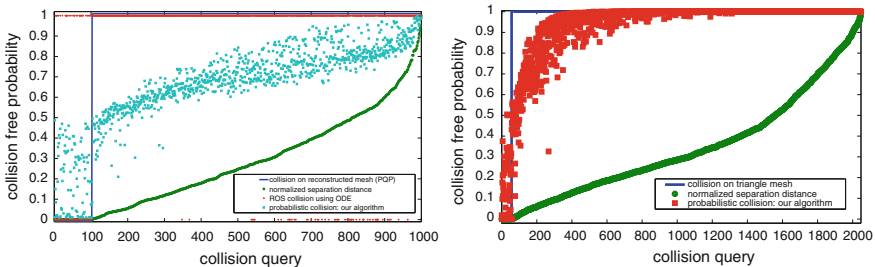 collision free probability
1
0.9
0.8
0.7
0.6
0.5
0.4
0.3
0.2
0.1
0
0 100 200 300 400 500 600 700 800 900 1000
collision query
collision on reconstructed mesh (PQP)
normalized separation distance
ROS collision using ODE
probabilistic collision: our algorithm
collision free probability
1
0.9
0.8
0.7
0.6
0.5
0.4
0.3
0.2
0.1
0
0 200 400 600 800 1000 1200 1400 1600 1800 2000
collision query
collision on triangle mesh
normalized separation distance
probabilistic collision: our algorithm